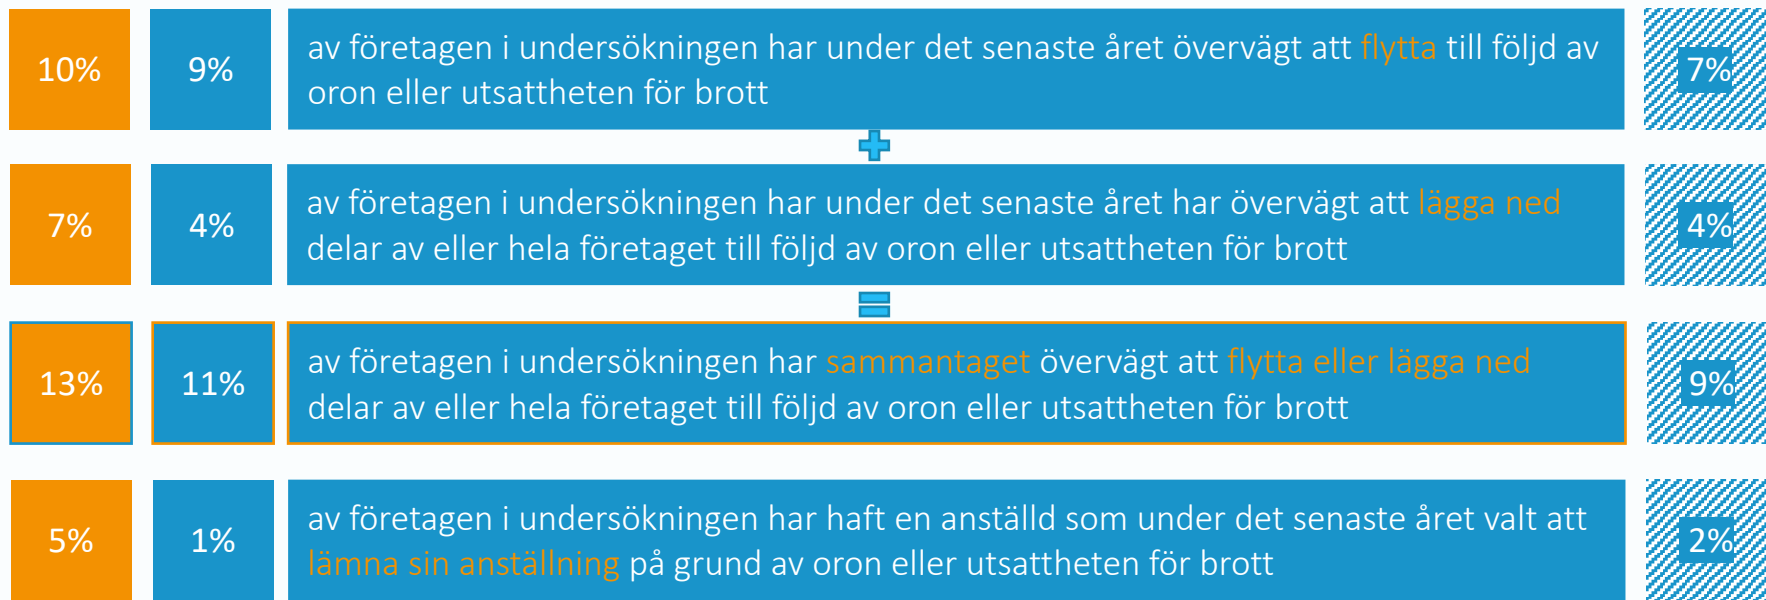 10%
9%
av företagen i undersökningen har under det senaste året övervägt att flytta till följd av
oron eller utsattheten för brott
7%
7%
4%
av företagen i undersökningen har under det senaste året har övervägt att lägga ned
delar av eller hela företaget till följd av oron eller utsattheten för brott
4%
13%
11%
av företagen i undersökningen har sammantaget övervägt att flytta eller lägga ned
delar av eller hela företaget till följd av oron eller utsattheten för brott
9%
5%
1%
av företagen i undersökningen har haft en anställd som under det senaste året valt att
lämna sin anställning på grund av oron eller utsattheten för brott
2%